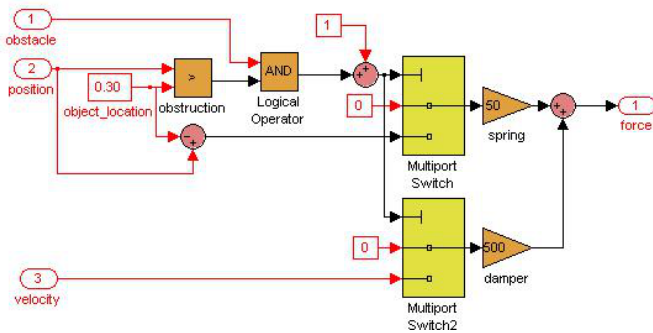 1
obstacle
1
2
position
0.30
object_location
>
obstruction
AND
Logical
Operator
+
+
0
-
+
Multiport
Switch
50
spring
+
+
1
force
0
3
velocity
Multiport
Switch2
500
damper